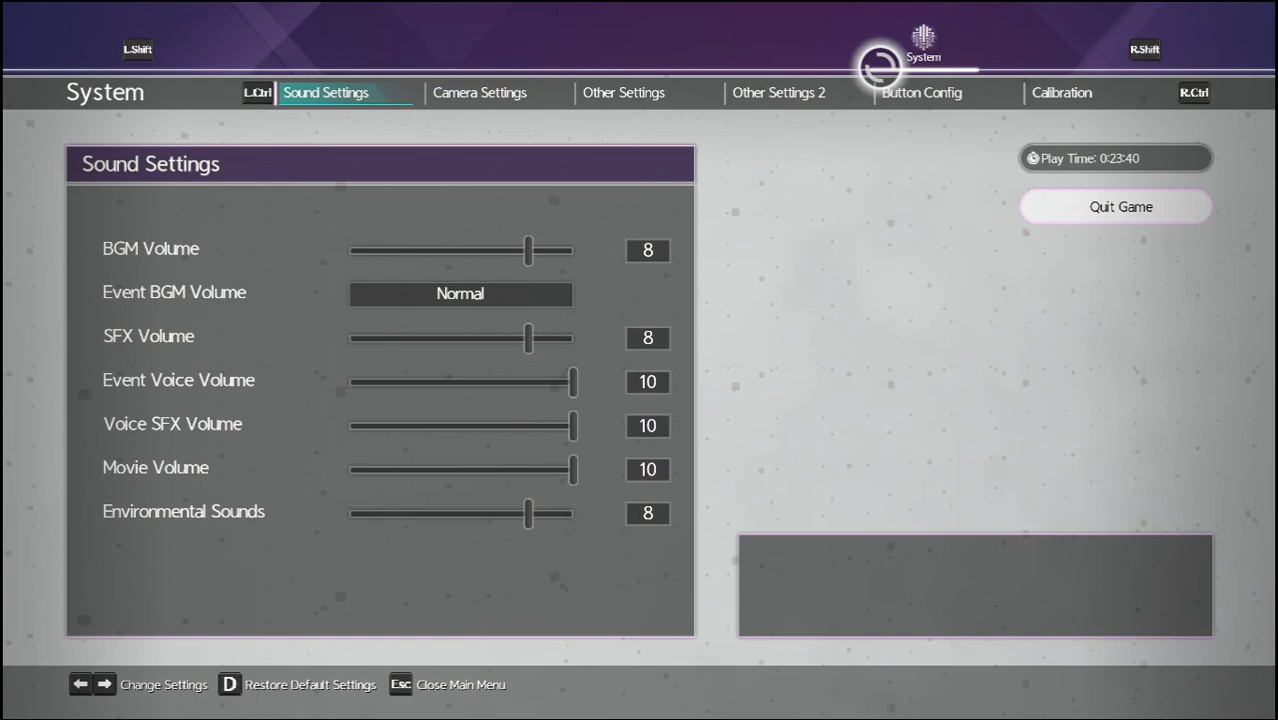 L.Shift
System
R.Shift
System
L.Ctrl Sound Settings Camera Settings Other Settings Other Settings 2 Button Config Calibration R.Ctrl
Sound Settings
Play Time: 0:23:40
Quit Game
BGM Volume 8
Event BGM Volume Normal
SFX Volume 8
Event Voice Volume 10
Voice SFX Volume 10
Movie Volume 10
Environmental Sounds 8
Change Settings D Restore Default Settings Esc Close Main Menu